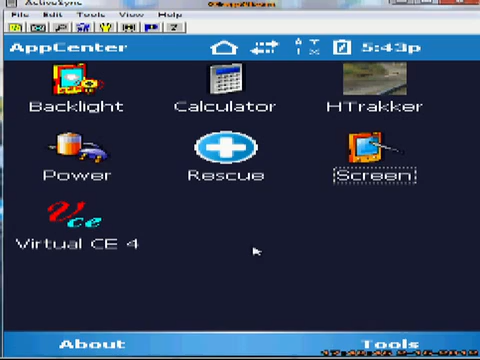 ActiveSync
File Edit Tools View Help
AppCenter A T I X 5:43p
Backlight Calculator HTrakker
Power Rescue Screen
Vce
Virtual CE 4
About Tools